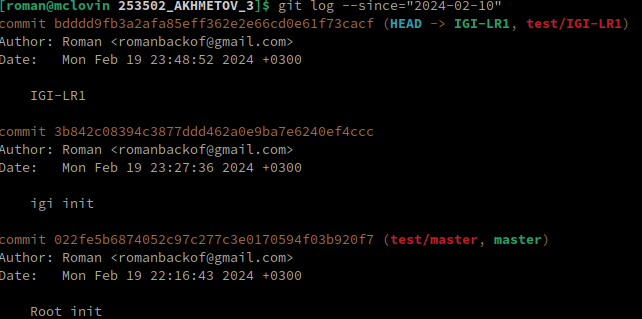 [roman@mclovin 253502_AKHMETOV_3]$ git log --since="2024-02-10"
commit bdddd9fb3a2afa85eff362e2e66cd0e61f73cacf (HEAD -> IGI-LR1, test/IGI-LR1)
Author: Roman <romanbackof@gmail.com>
Date:   Mon Feb 19 23:48:52 2024 +0300
IGI-LR1
commit 3b842c08394c3877ddd462a0e9ba7e6240ef4ccc
Author: Roman <romanbackof@gmail.com>
Date:   Mon Feb 19 23:27:36 2024 +0300
igi init
commit 022fe5b6874052c97c277c3e0170594f03b920f7 (test/master, master)
Author: Roman <romanbackof@gmail.com>
Date:   Mon Feb 19 22:16:43 2024 +0300
Root init